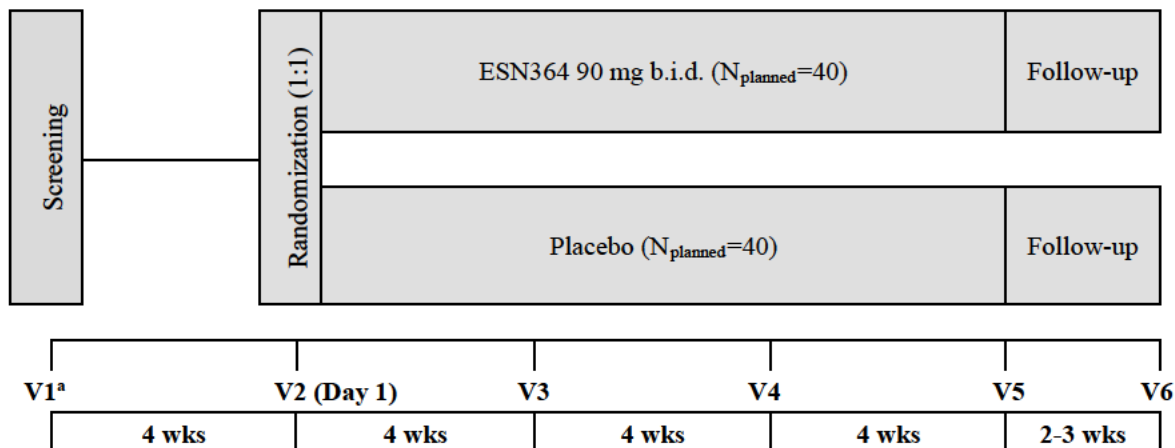 Screening
Randomization (1:1)
ESN364 90 mg b.i.d. (Nplanned=40)
Follow-up
Placebo (Nplanned=40)
Follow-up
V1a
V2 (Day 1)
V3
V4
V5
V6
4 wks
4 wks
4 wks
4 wks
2-3 wks